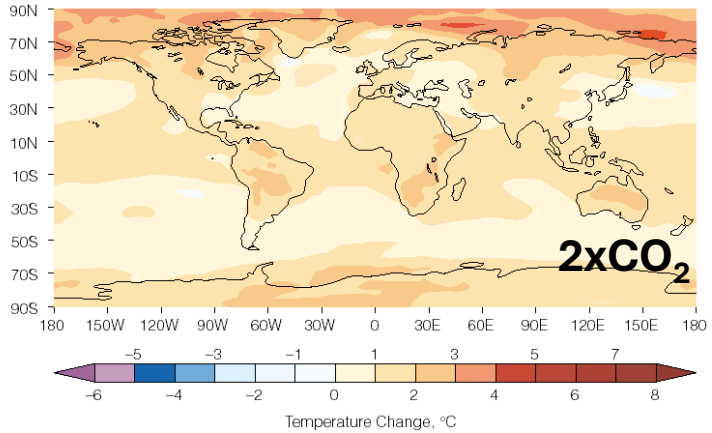 90N
70N
50N
30N
10N
10S
30S
50S
70S
90S
2xCO₂
180 150W 120W 90W 60W 30W 0 30E 60E 90E 120E 150E 180
–5 –3 –1 1 3 5 7
–6 –4 –2 0 2 4 6 8
Temperature Change, °C